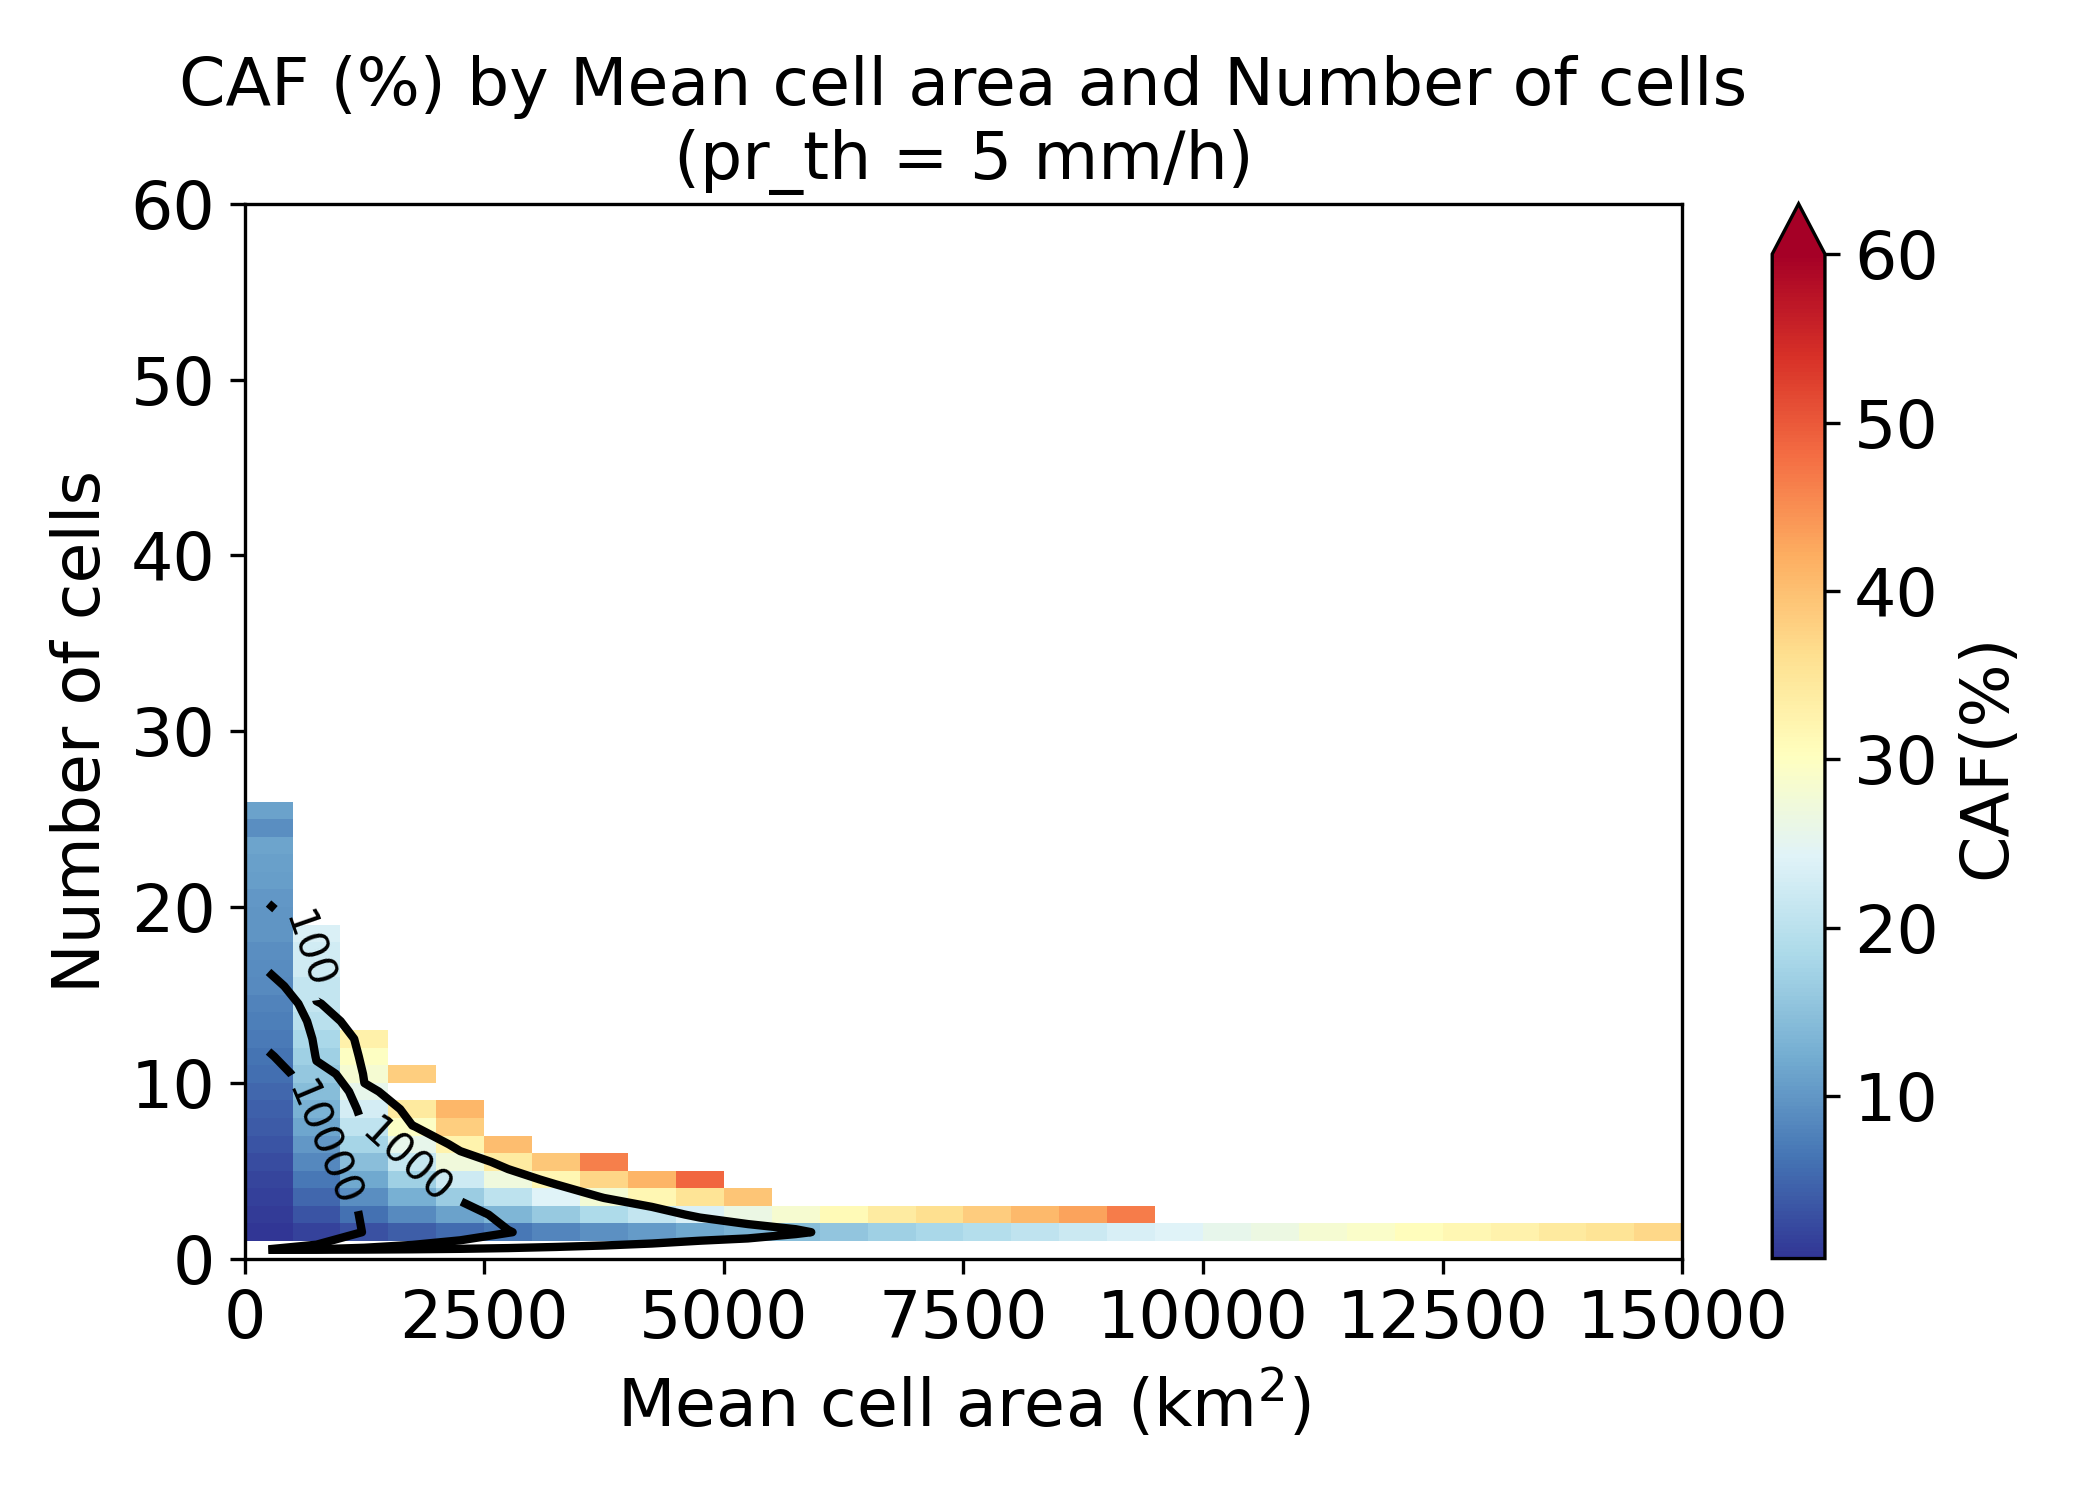 CAF (%) by Mean cell area and Number of cells
(pr_th = 5 mm/h)
60
50
40
30
20
10
0
Number of cells
100
1000
10000
0 2500 5000 7500 10000 12500 15000
Mean cell area (km²)
60
50
40
30
20
10
CAF(%)